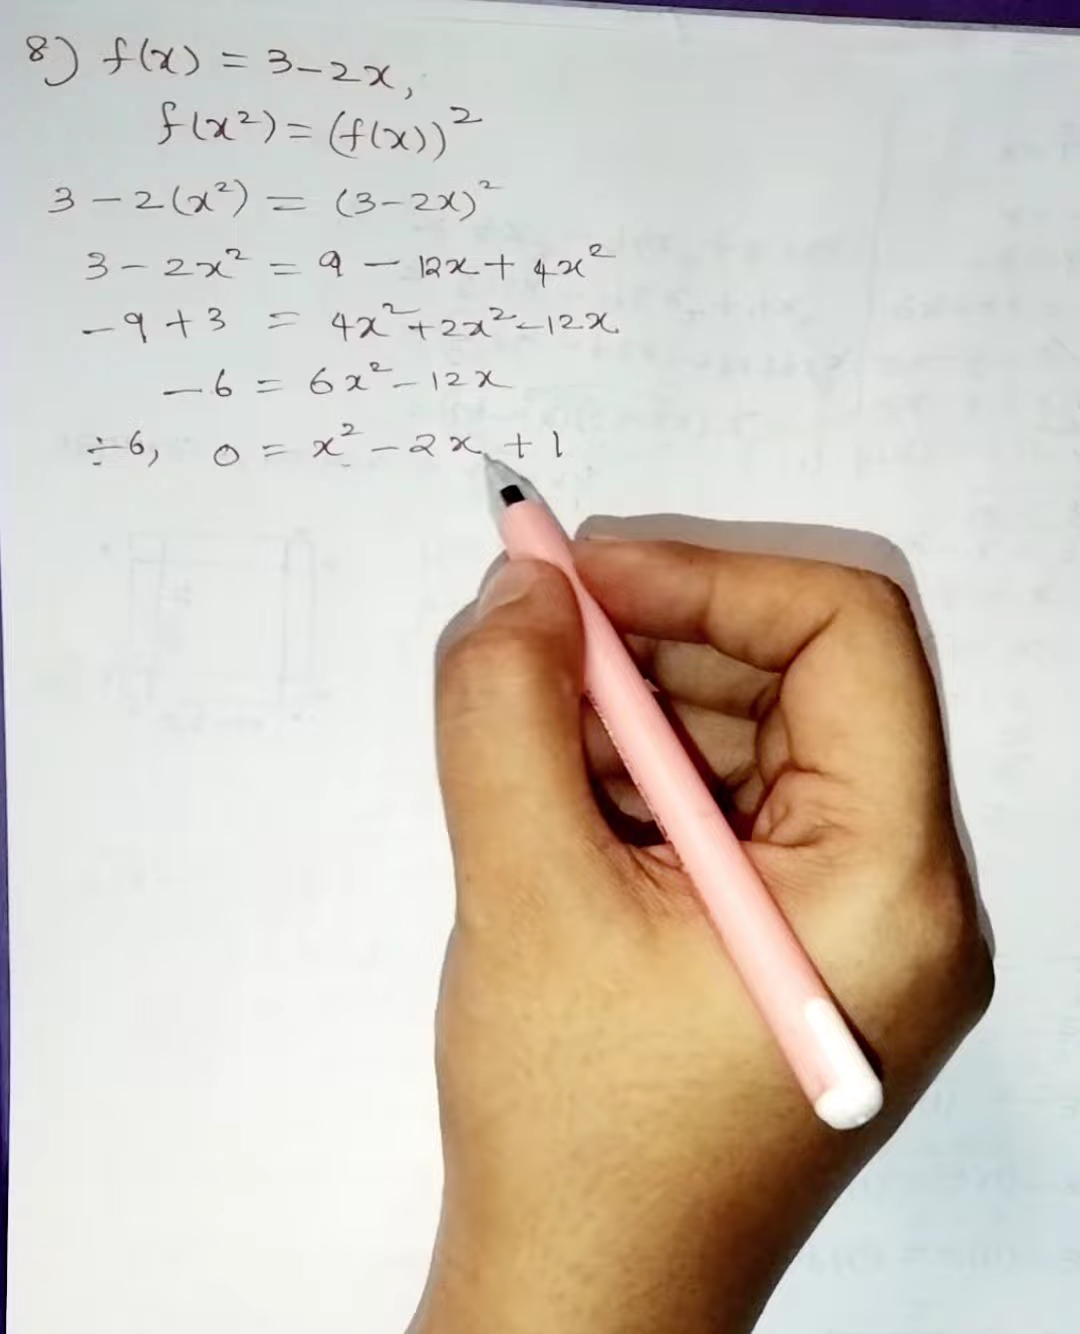 8) f(x) = 3-2x,
f(x²) = (f(x))²
3 - 2(x²) = (3-2x)²
3 - 2x² = 9 - 12x + 4x²
-9+3 = 4x²+2x²-12x
-6 = 6x²-12x
÷6, 0 = x² - 2x + 1